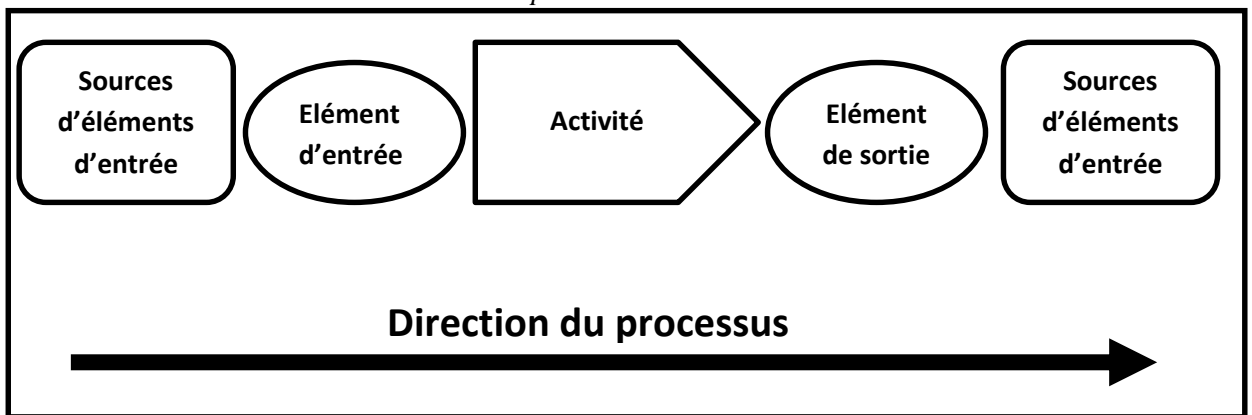 Sources
d’éléments
d’entrée
Elément
d’entrée
Activité
Elément
de sortie
Sources
d’éléments
d’entrée
Direction du processus